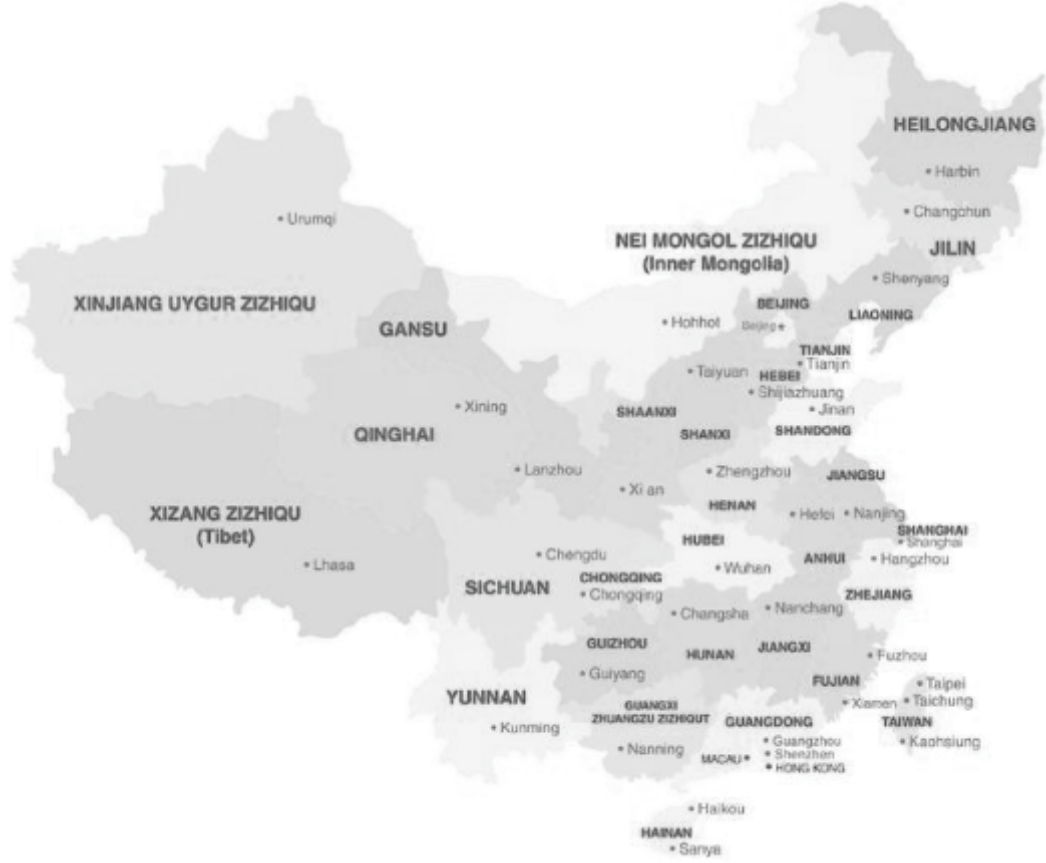 HEILONGJIANG
Harbin
Changchun
Urumqi
NEI MONGOL ZIZHIQU
(Inner Mongolia)
JILIN
Shenyang
XINJIANG UYGUR ZIZHIQU
BEIJING
LIAONING
GANSU
Hohhot
Beijing
TIANJIN
Tianjin
Taiyuan
HEBEI
Shijiazhuang
Xining
SHAANXI
Jinan
QINGHAI
SHANXI
SHANDONG
Lanzhou
Zhengzhou
JIANGSU
Xi an
XIZANG ZIZHIQU
(Tibet)
HENAN
Hefei
Nanjing
SHANGHAI
Shanghai
HUBEI
Chengdu
ANHUI
Hangzhou
Lhasa
Wuhan
CHONGQING
SICHUAN
Chongqing
ZHEJIANG
Changsha
Nanchang
GUIZHOU
HUNAN
JIANGXI
Fuzhou
Guiyang
FUJIAN
Taipei
YUNNAN
GUANGXI
ZHUANGZU ZIZHIQUT
Xiamen
Taichung
GUANGDONG
TAIWAN
Kunming
Guangzhou
Kaohsiung
Nanning
Shenzhen
MACAU
HONG KONG
Haikou
HAINAN
Sanya